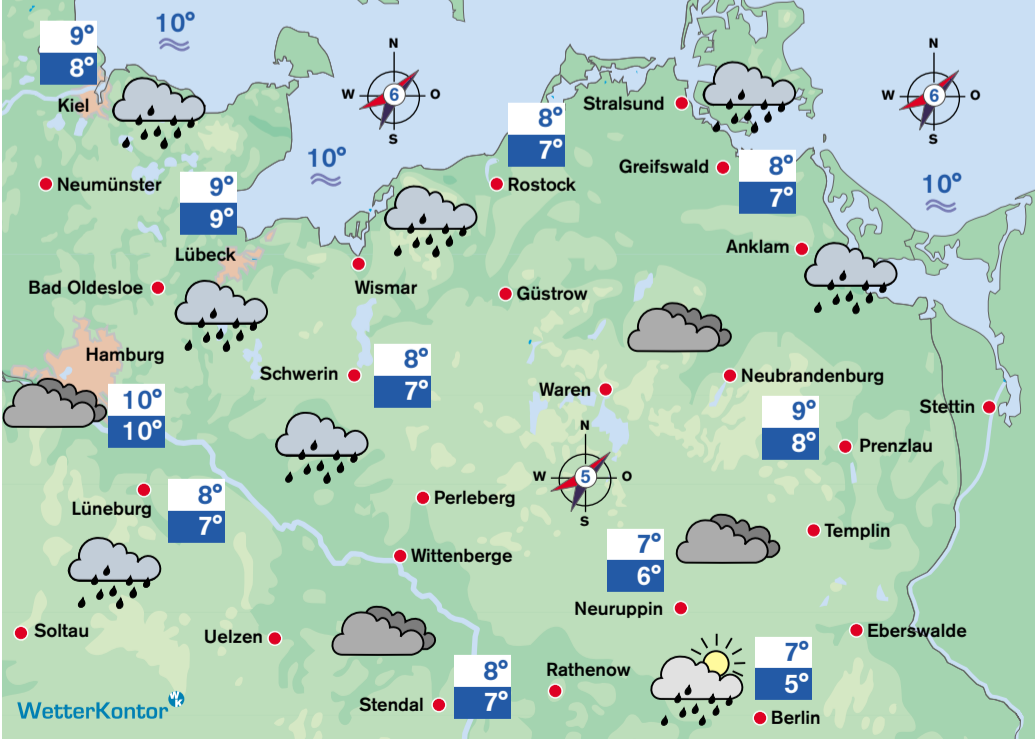 9°
8°
Kiel
10°
N
W 6 O
S
N
W 6 O
S
Stralsund
8°
7°
Rostock
10°
Greifswald
8°
7°
10°
Neumünster
9°
9°
Lübeck
Anklam
Bad Oldesloe
Wismar
Güstrow
Hamburg
10°
10°
Schwerin
8°
7°
Waren
Neubrandenburg
9°
8°
Stettin
Prenzlau
N
W 5 O
S
Lüneburg
8°
7°
Perleberg
Wittenberge
Templin
7°
6°
Neuruppin
Soltau
Uelzen
Eberswalde
8°
7°
Stendal
Rathenow
7°
5°
Berlin
WetterKontor
WK